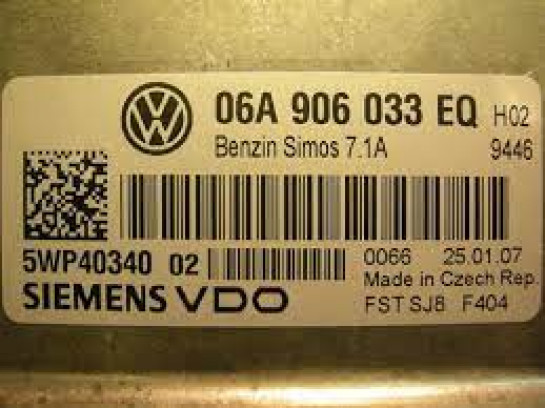 06A 906 033 EQ H02
Benzin Simos 7.1A 9446
5WP40340 02 0066 25.01.07
Made in Czech Rep.
SIEMENS VDO FST SJ8 F404